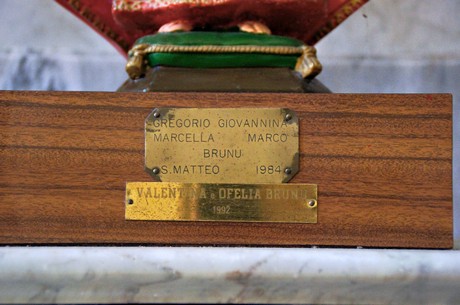 GREGORIO GIOVANNINA
MARCELLA MARCO
BRUNU
S. MATTEO 1984
VALENTINA e OFELIA BRUNU
1992